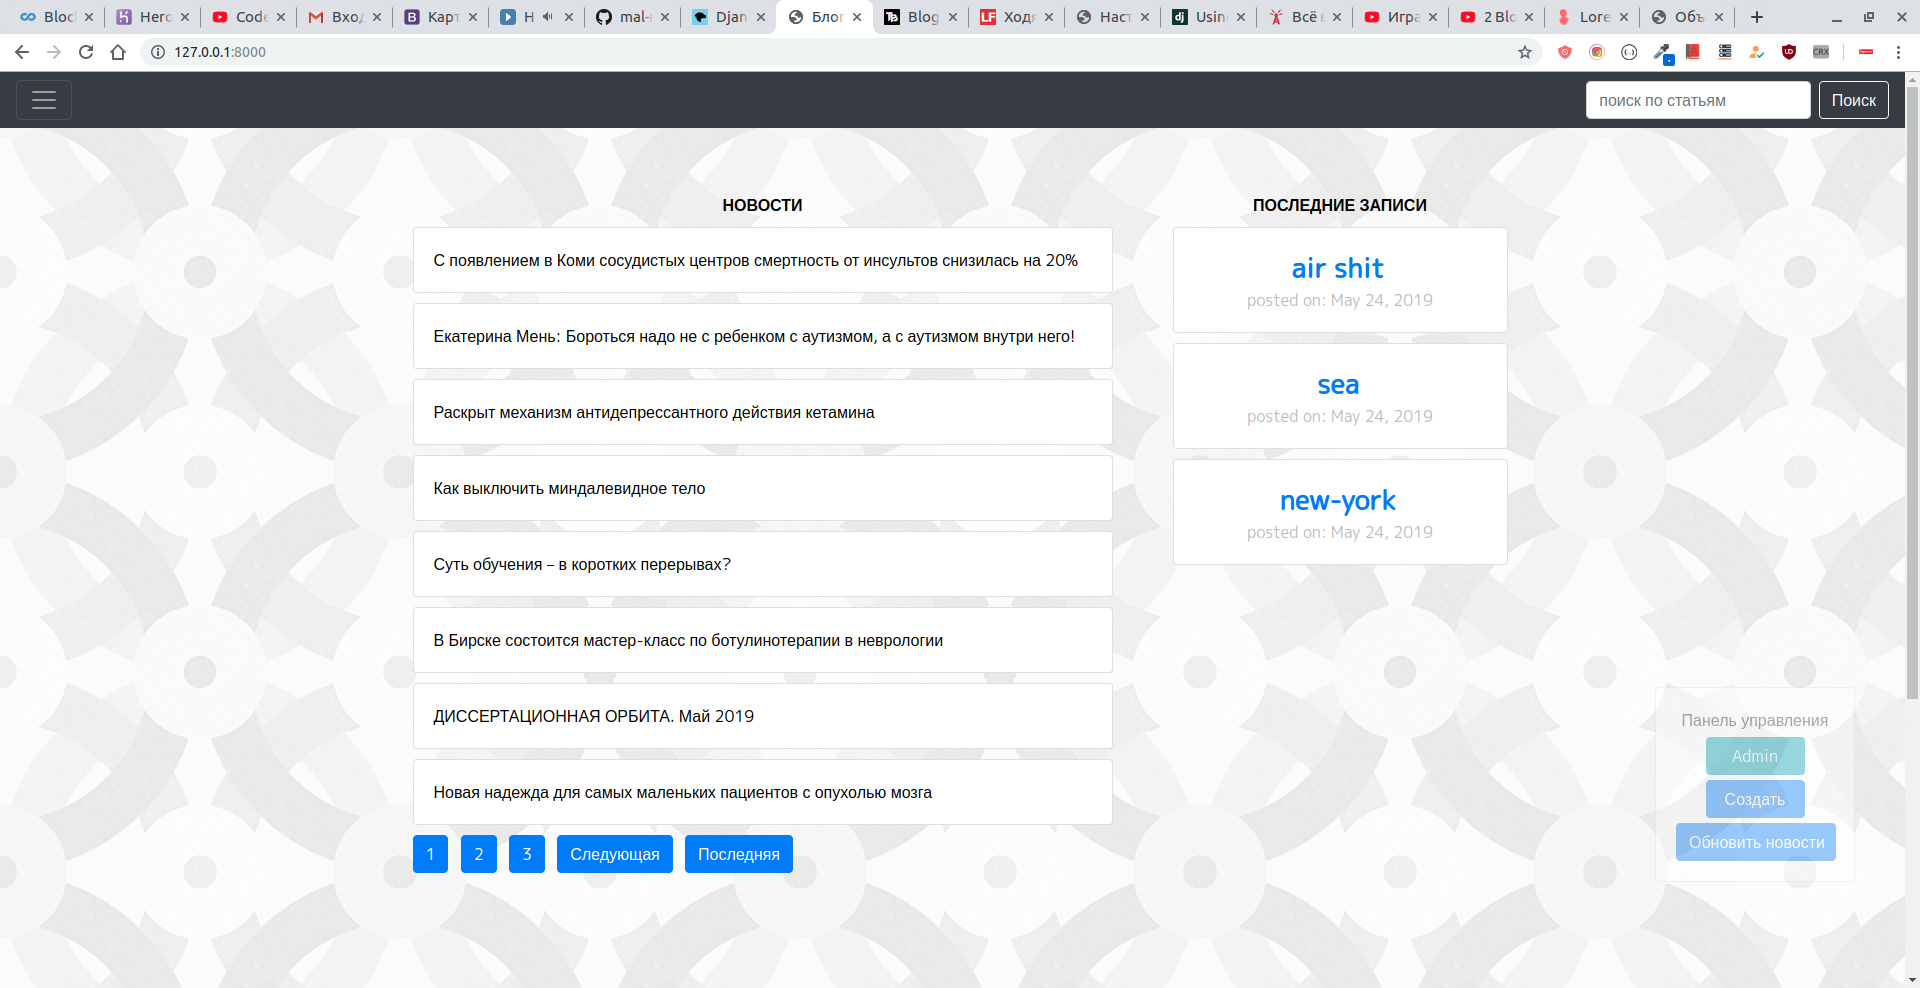 Bloc
Hero
Code
Вход
Карт
Н
mal-
Djan
Блог
Blog
Ходя
Наст
Usin
Всё в
Игра
2 Blo
Lore
Объ
127.0.0.1:8000
поиск по статьям
Поиск
НОВОСТИ
С появлением в Коми сосудистых центров смертность от инсультов снизилась на 20%
Екатерина Мень: Бороться надо не с ребенком с аутизмом, а с аутизмом внутри него!
Раскрыт механизм антидепрессантного действия кетамина
Как выключить миндалевидное тело
Суть обучения – в коротких перерывах?
В Бирске состоится мастер-класс по ботулинотерапии в неврологии
ДИССЕРТАЦИОННАЯ ОРБИТА. Май 2019
Новая надежда для самых маленьких пациентов с опухолью мозга
1 2 3 Следующая Последняя
ПОСЛЕДНИЕ ЗАПИСИ
air shit
posted on: May 24, 2019
sea
posted on: May 24, 2019
new-york
posted on: May 24, 2019
Панель управления
Admin
Создать
Обновить новости